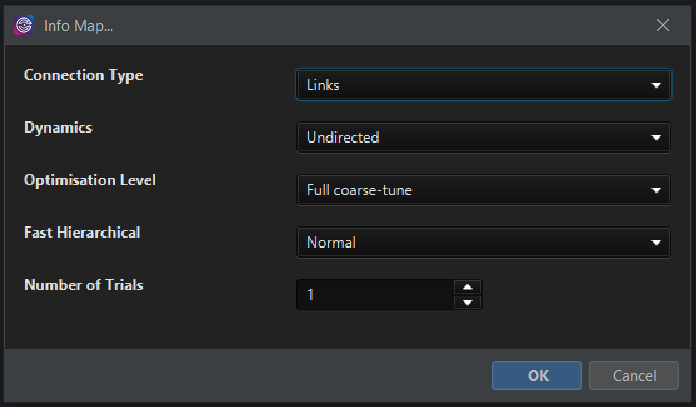 Info Map...
Connection Type
Links
Dynamics
Undirected
Optimisation Level
Full coarse-tune
Fast Hierarchical
Normal
Number of Trials
1
OK
Cancel